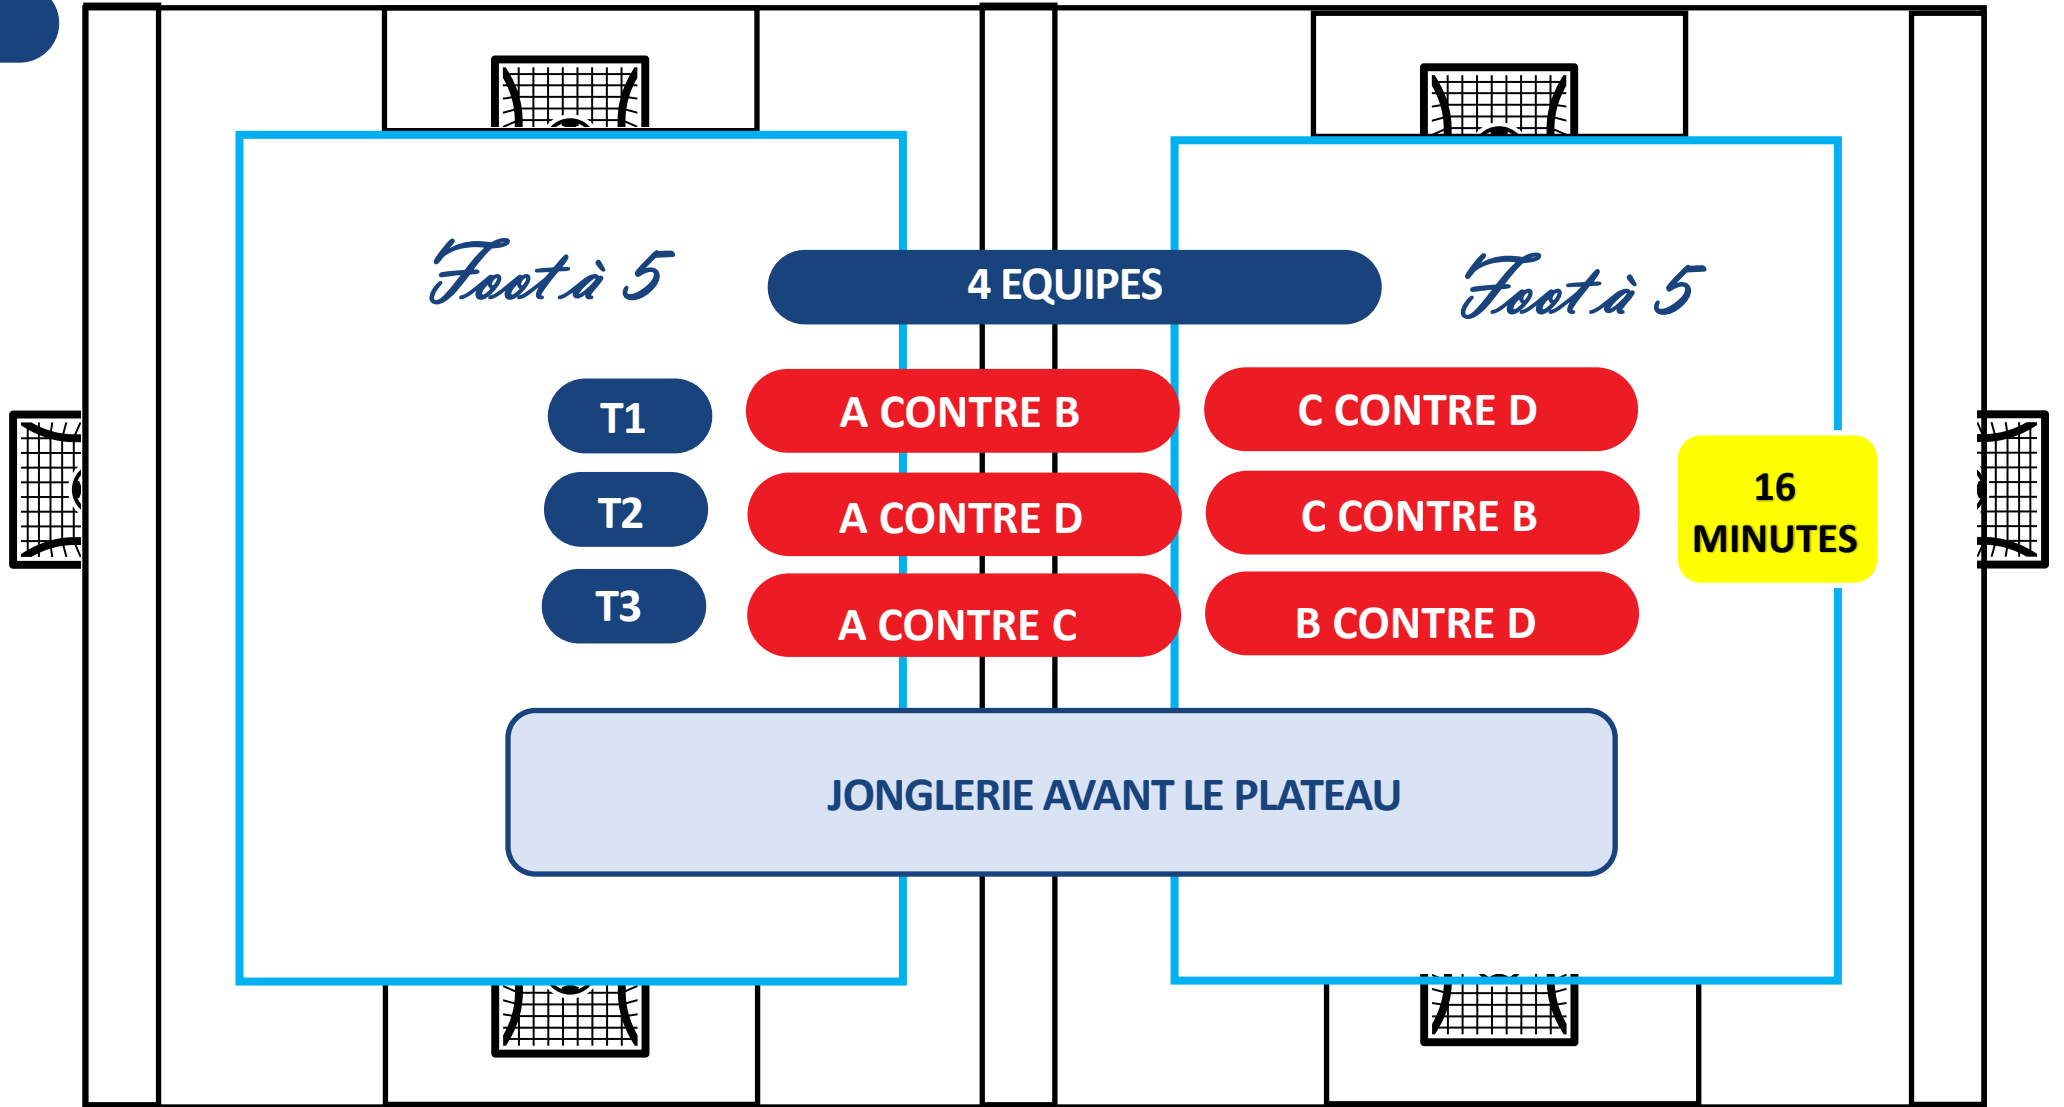 Foot à 5
4 EQUIPES
Foot à 5
T1
A CONTRE B
C CONTRE D
T2
A CONTRE D
C CONTRE B
16
MINUTES
T3
A CONTRE C
B CONTRE D
JONGLERIE AVANT LE PLATEAU